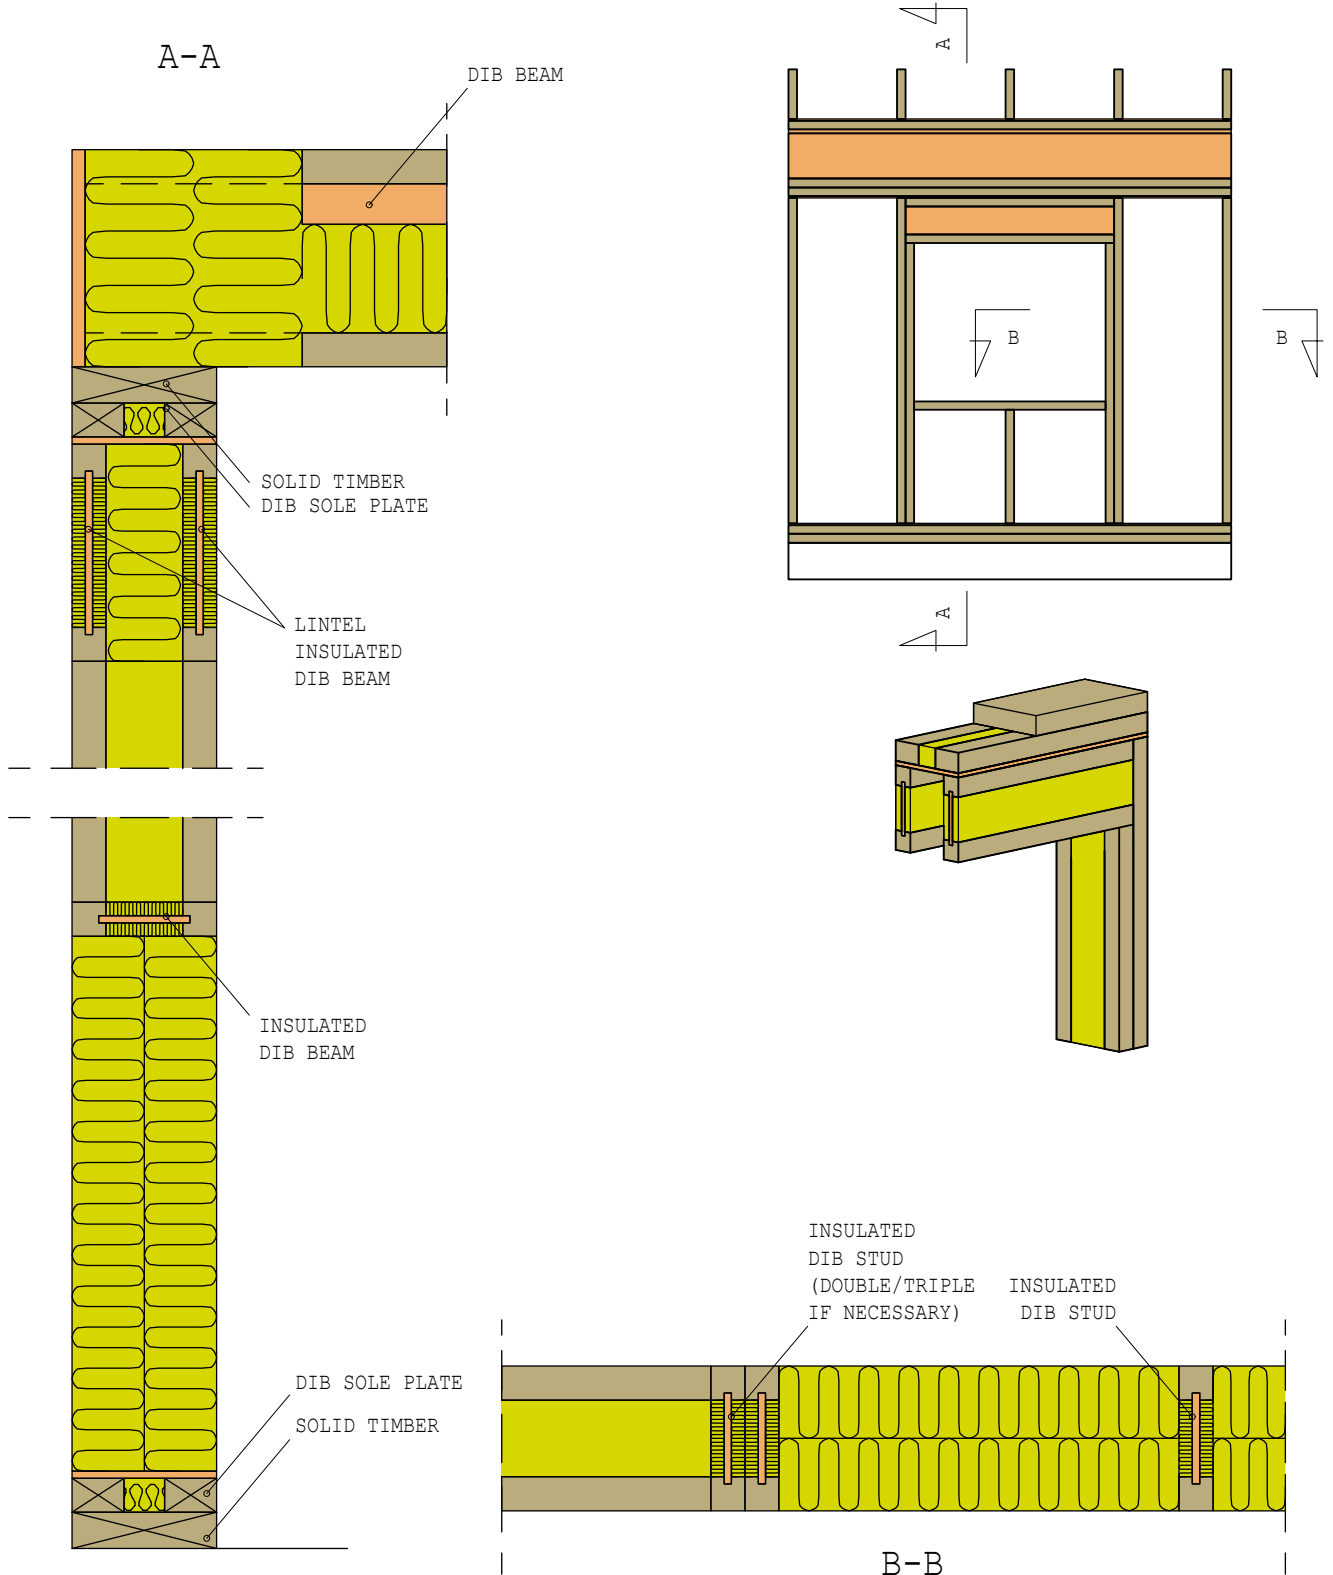 A-A
DIB BEAM
A
B
B
SOLID TIMBER
DIB SOLE PLATE
LINTEL
INSULATED
DIB BEAM
A
INSULATED
DIB BEAM
INSULATED
DIB STUD
(DOUBLE/TRIPLE
IF NECESSARY)
INSULATED
DIB STUD
DIB SOLE PLATE
SOLID TIMBER
B-B